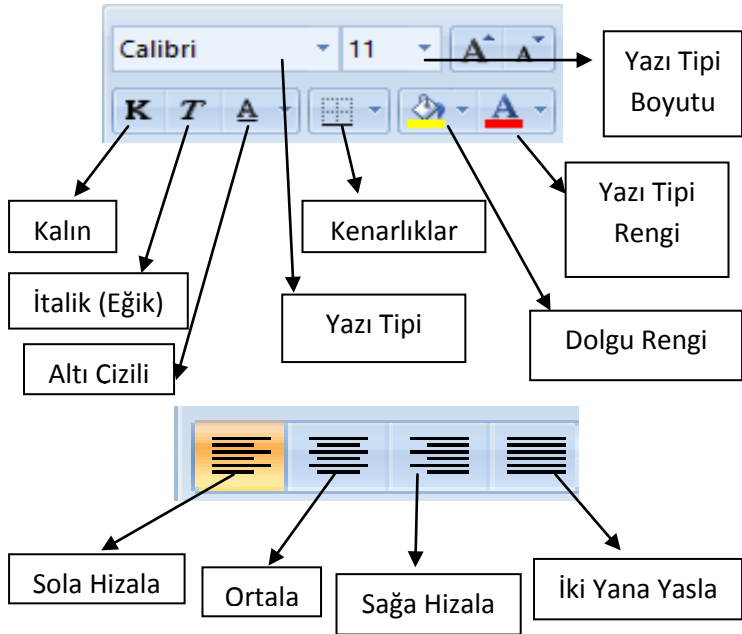 Calibri 11 A A
K T A A
Yazı Tipi
Boyutu
Yazı Tipi
Rengi
Kalın
Kenarlıklar
İtalik (Eğik)
Yazı Tipi
Dolgu Rengi
Altı Çizili
Sola Hizala
Ortala
Sağa Hizala
İki Yana Yasla